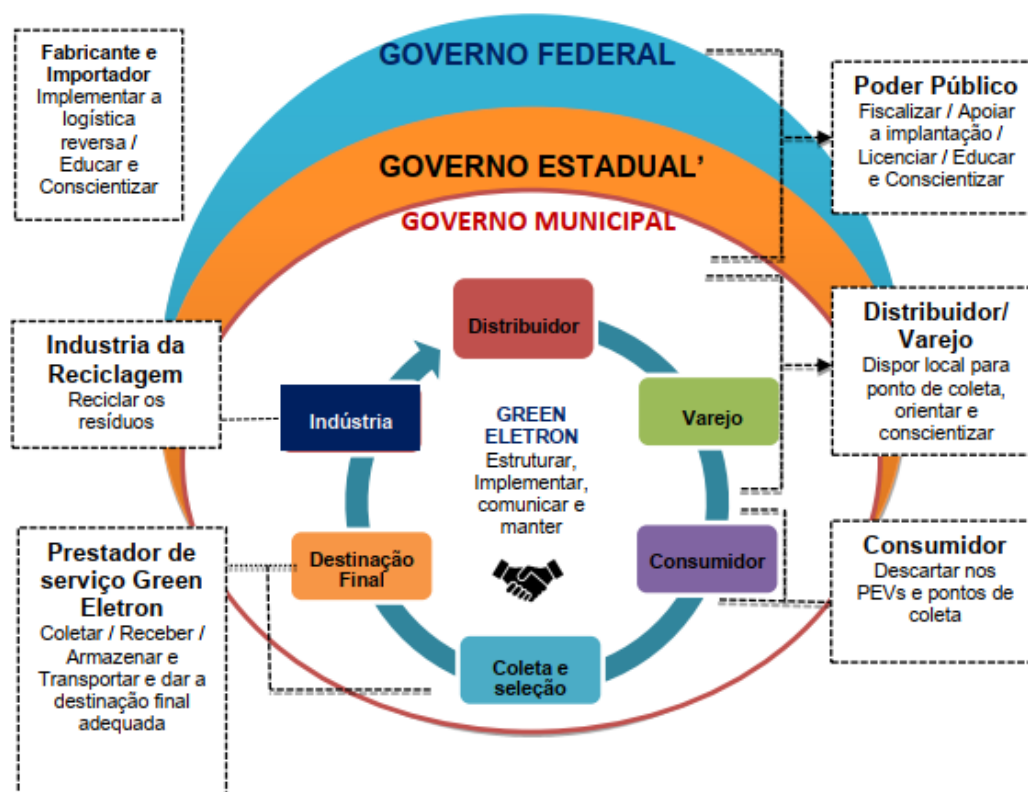 Fabricante e
Importador
Implementar a
logística
reversa /
Educar e
Conscientizar
GOVERNO FEDERAL
GOVERNO ESTADUAL’
GOVERNO MUNICIPAL
Poder Público
Fiscalizar / Apoiar
a implantação /
Licenciar / Educar
e Conscientizar
Industria da
Reciclagem
Reciclar os
resíduos
Distribuidor
Indústria
Varejo
GREEN
ELETRON
Estruturar,
Implementar,
comunicar e
manter
Distribuidor/
Varejo
Dispor local para
ponto de coleta,
orientar e
conscientizar
Prestador de
serviço Green
Eletron
Coletar / Receber /
Armazenar e
Transportar e dar a
destinação final
adequada
Destinação
Final
Consumidor
Coleta e
seleção
Consumidor
Descartar nos
PEVs e pontos de
coleta